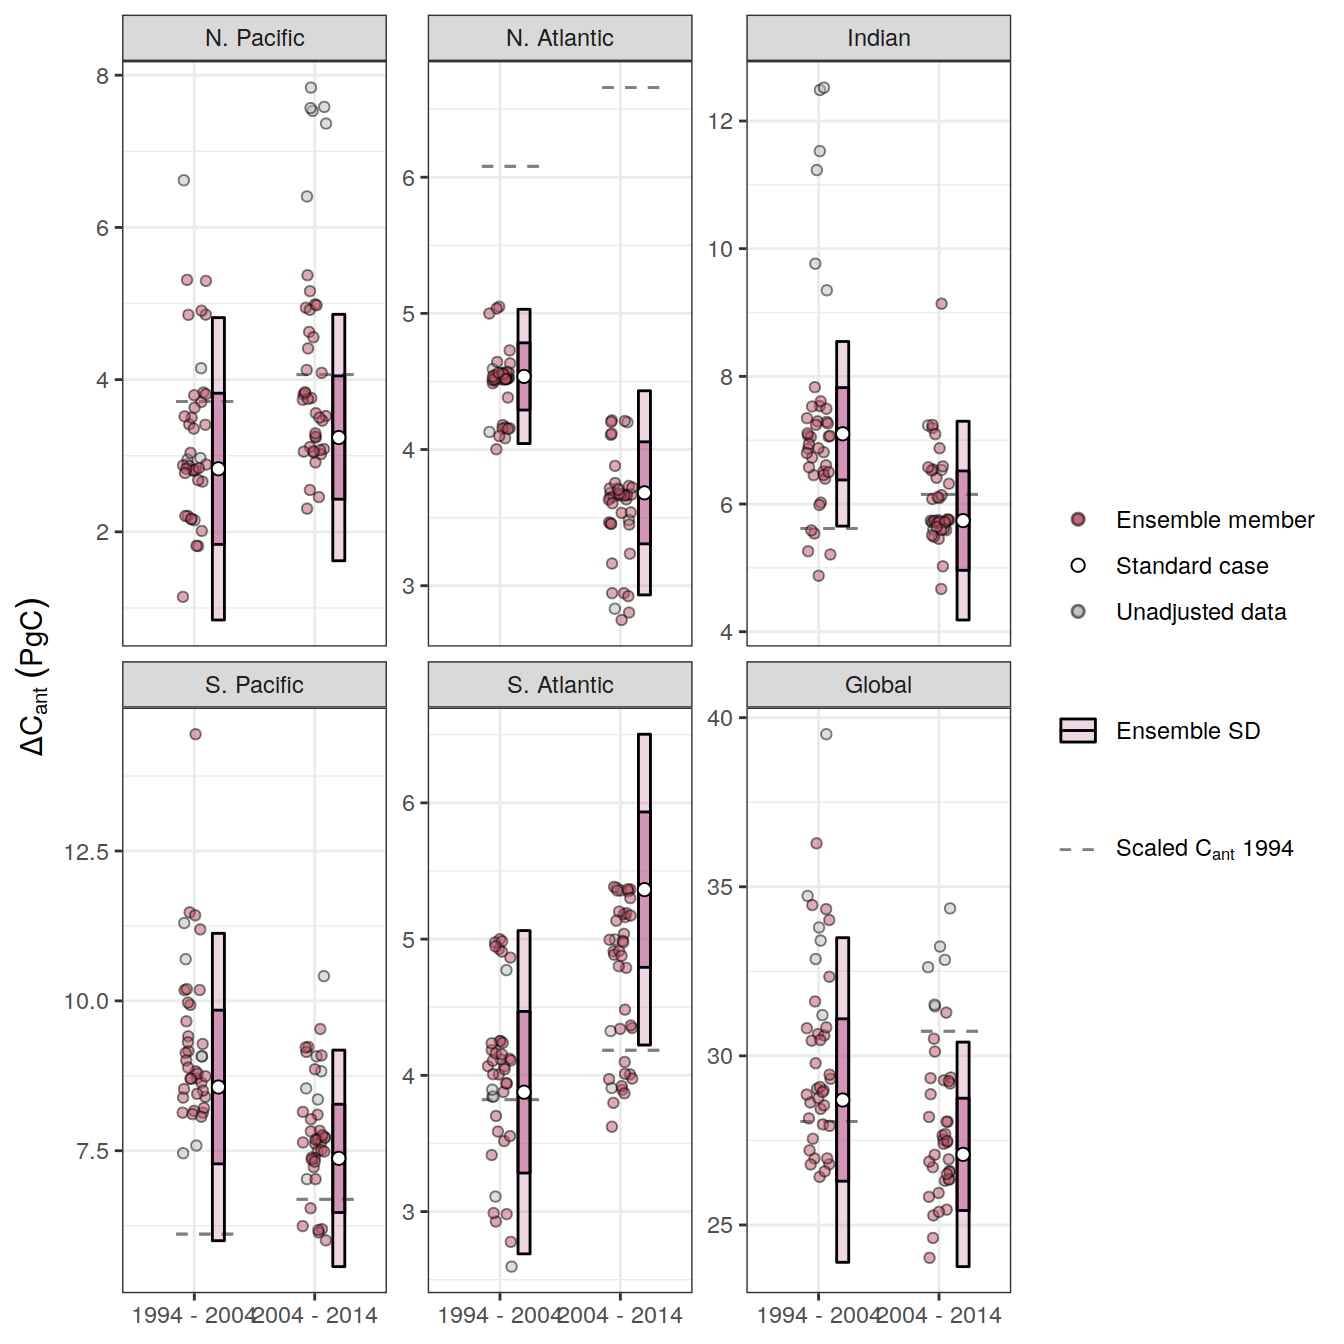 N. Pacific
N. Atlantic
Indian
8
6
4
2
6
5
4
3
12
10
8
6
4
S. Pacific
S. Atlantic
Global
12.5
10.0
7.5
6
5
4
3
40
35
30
25
1994 - 2004
2004 - 2014
1994 - 2004
2004 - 2014
1994 - 2004
2004 - 2014
ΔCant (PgC)
Ensemble member
Standard case
Unadjusted data
Ensemble SD
Scaled Cant 1994